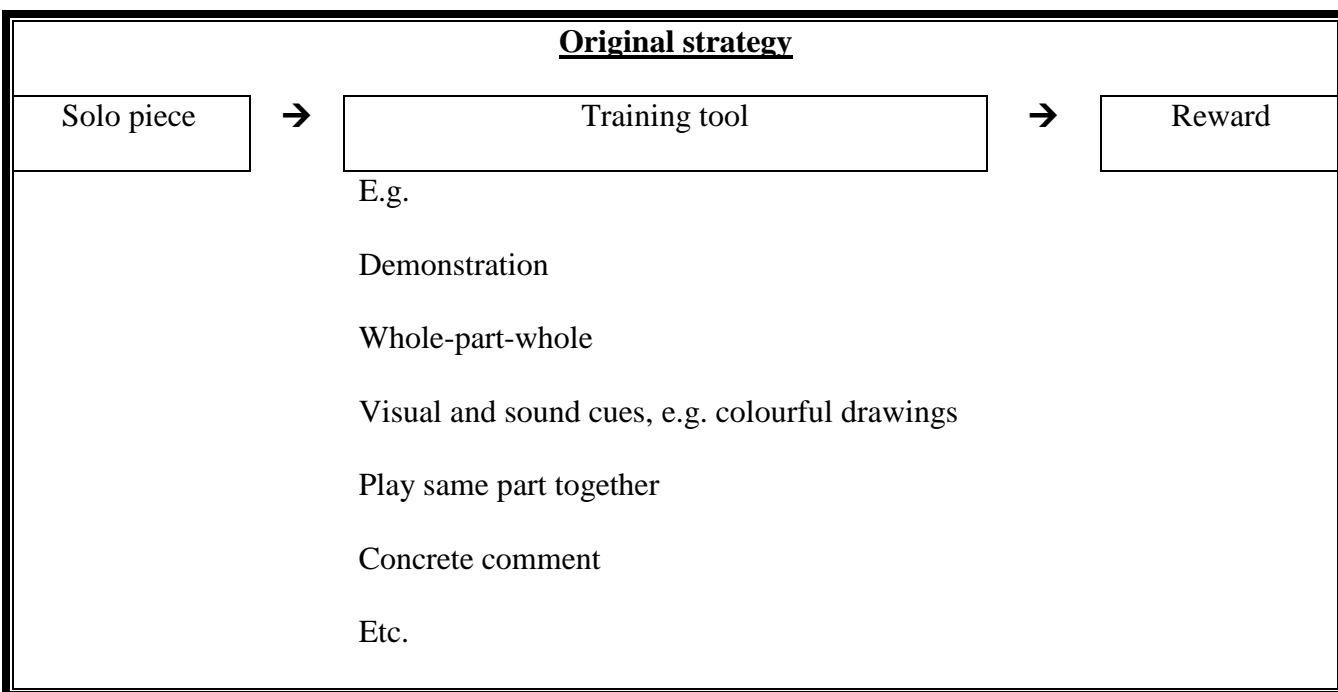 Original strategy
Solo piece → Training tool → Reward
E.g.
Demonstration
Whole-part-whole
Visual and sound cues, e.g. colourful drawings
Play same part together
Concrete comment
Etc.